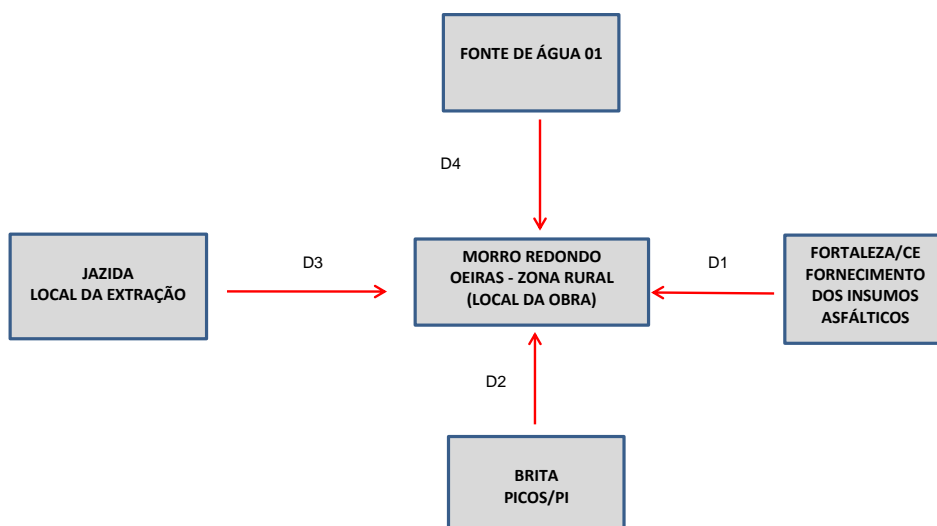 FONTE DE ÁGUA 01
D4
JAZIDA
LOCAL DA EXTRAÇÃO
D3
MORRO REDONDO
OEIRAS - ZONA RURAL
(LOCAL DA OBRA)
D1
FORTALEZA/CE
FORNECIMENTO
DOS INSUMOS
ASFÁLTICOS
D2
BRITA
PICOS/PI